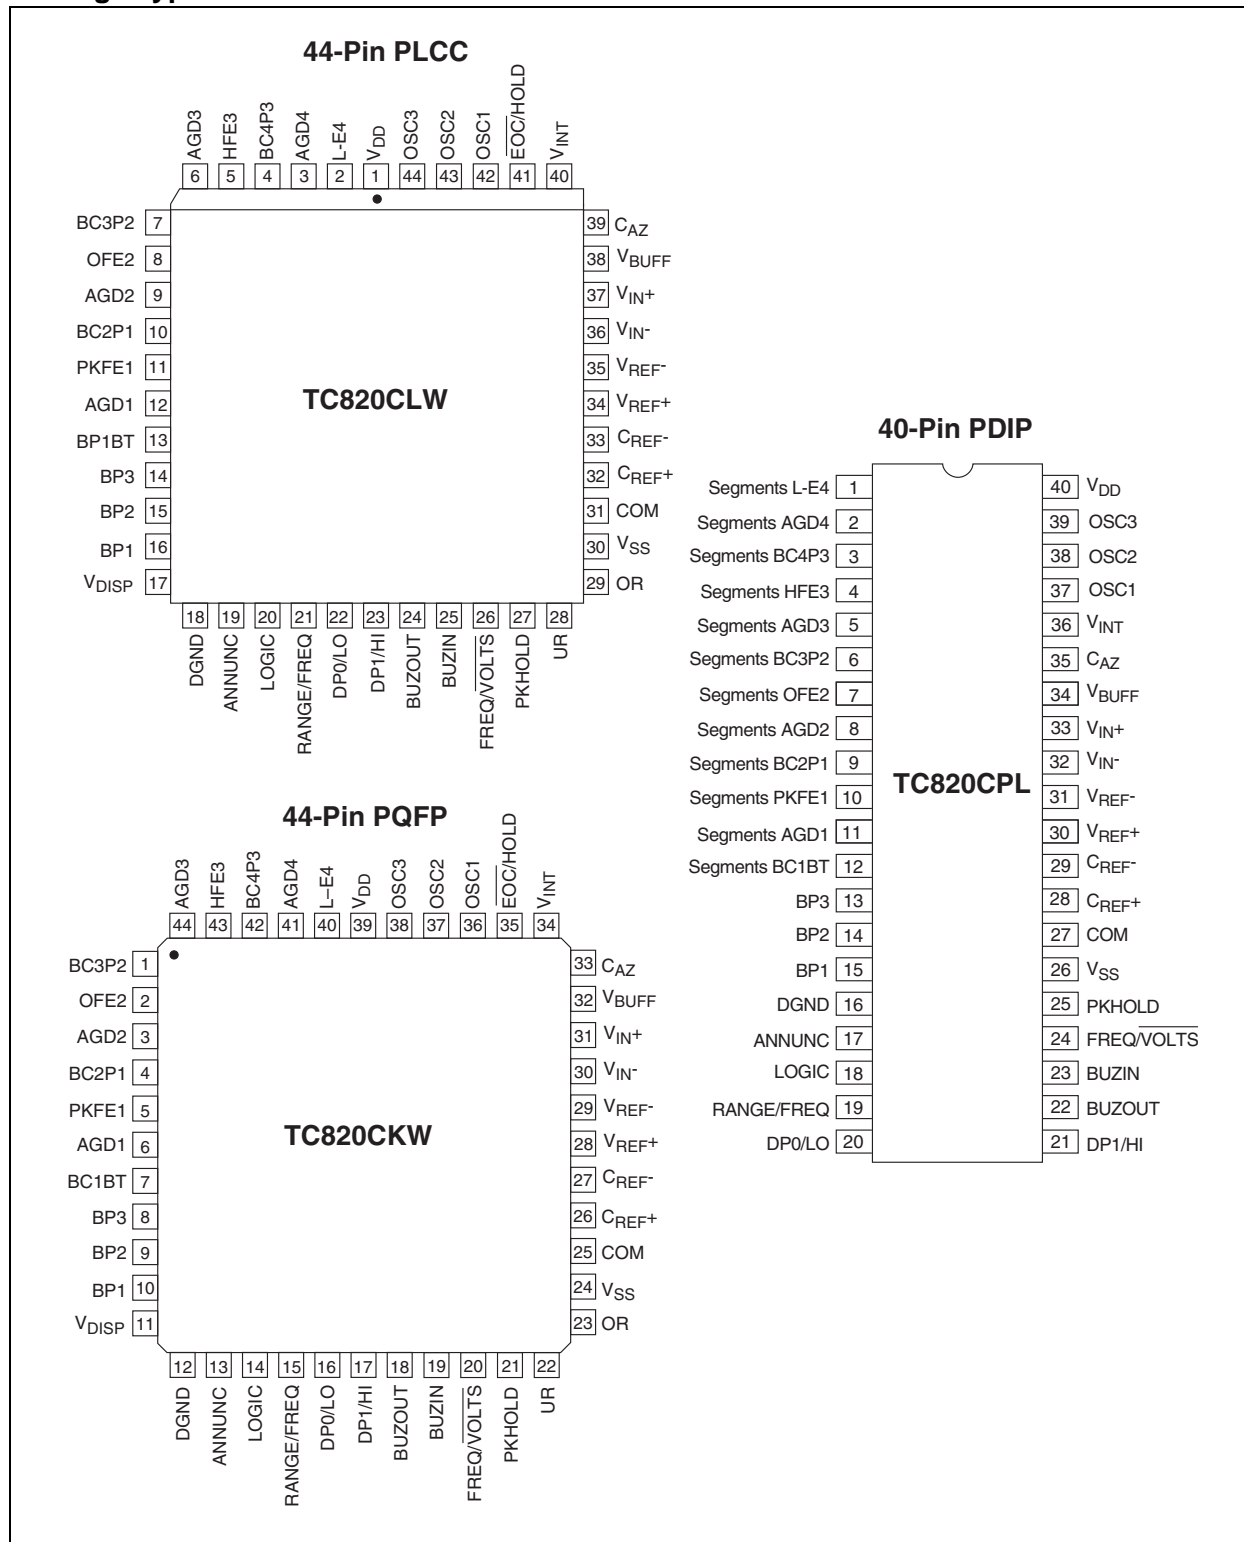 44-Pin PLCC
AGD3
HFE3
BC4P3
AGD4
L-E4
VDD
OSC3
OSC2
OSC1
EOC/HOLD
VINT
6 5 4 3 2 1 44 43 42 41 40
BC3P2 7
OFE2 8
AGD2 9
BC2P1 10
PKFE1 11
AGD1 12
BP1BT 13
BP3 14
BP2 15
BP1 16
VDISP 17
TC820CLW
39 CAZ
38 VBUFF
37 VIN+
36 VIN-
35 VREF-
34 VREF+
33 CREF-
32 CREF+
31 COM
30 VSS
29 OR
18 19 20 21 22 23 24 25 26 27 28
DGND
ANNUNC
LOGIC
RANGE/FREQ
DP0/LO
DP1/HI
BUZOUT
BUZIN
FREQ/VOLTS
PKHOLD
UR
40-Pin PDIP
Segments L-E4 1
Segments AGD4 2
Segments BC4P3 3
Segments HFE3 4
Segments AGD3 5
Segments BC3P2 6
Segments OFE2 7
Segments AGD2 8
Segments BC2P1 9
Segments PKFE1 10
Segments AGD1 11
Segments BC1BT 12
BP3 13
BP2 14
BP1 15
DGND 16
ANNUNC 17
LOGIC 18
RANGE/FREQ 19
DP0/LO 20
TC820CPL
40 VDD
39 OSC3
38 OSC2
37 OSC1
36 VINT
35 CAZ
34 VBUFF
33 VIN+
32 VIN-
31 VREF-
30 VREF+
29 CREF-
28 CREF+
27 COM
26 VSS
25 PKHOLD
24 FREQ/VOLTS
23 BUZIN
22 BUZOUT
21 DP1/HI
44-Pin PQFP
AGD3
HFE3
BC4P3
AGD4
L–E4
VDD
OSC3
OSC2
OSC1
EOC/HOLD
VINT
44 43 42 41 40 39 38 37 36 35 34
BC3P2 1
OFE2 2
AGD2 3
BC2P1 4
PKFE1 5
AGD1 6
BC1BT 7
BP3 8
BP2 9
BP1 10
VDISP 11
TC820CKW
33 CAZ
32 VBUFF
31 VIN+
30 VIN-
29 VREF-
28 VREF+
27 CREF-
26 CREF+
25 COM
24 VSS
23 OR
12 13 14 15 16 17 18 19 20 21 22
DGND
ANNUNC
LOGIC
RANGE/FREQ
DP0/LO
DP1/HI
BUZOUT
BUZIN
FREQ/VOLTS
PKHOLD
UR